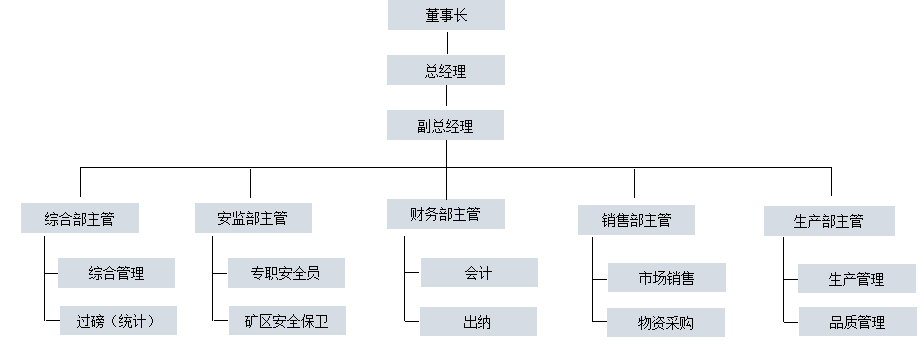 董事长
总经理
副总经理
综合部主管
安监部主管
财务部主管
销售部主管
生产部主管
综合管理
专职安全员
会计
市场销售
生产管理
过磅（统计）
矿区安全保卫
出纳
物资采购
品质管理